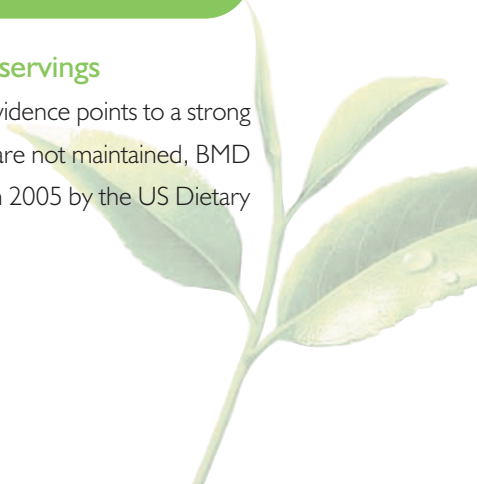 servings
vidence points to a strong
are not maintained, BMD
2005 by the US Dietary